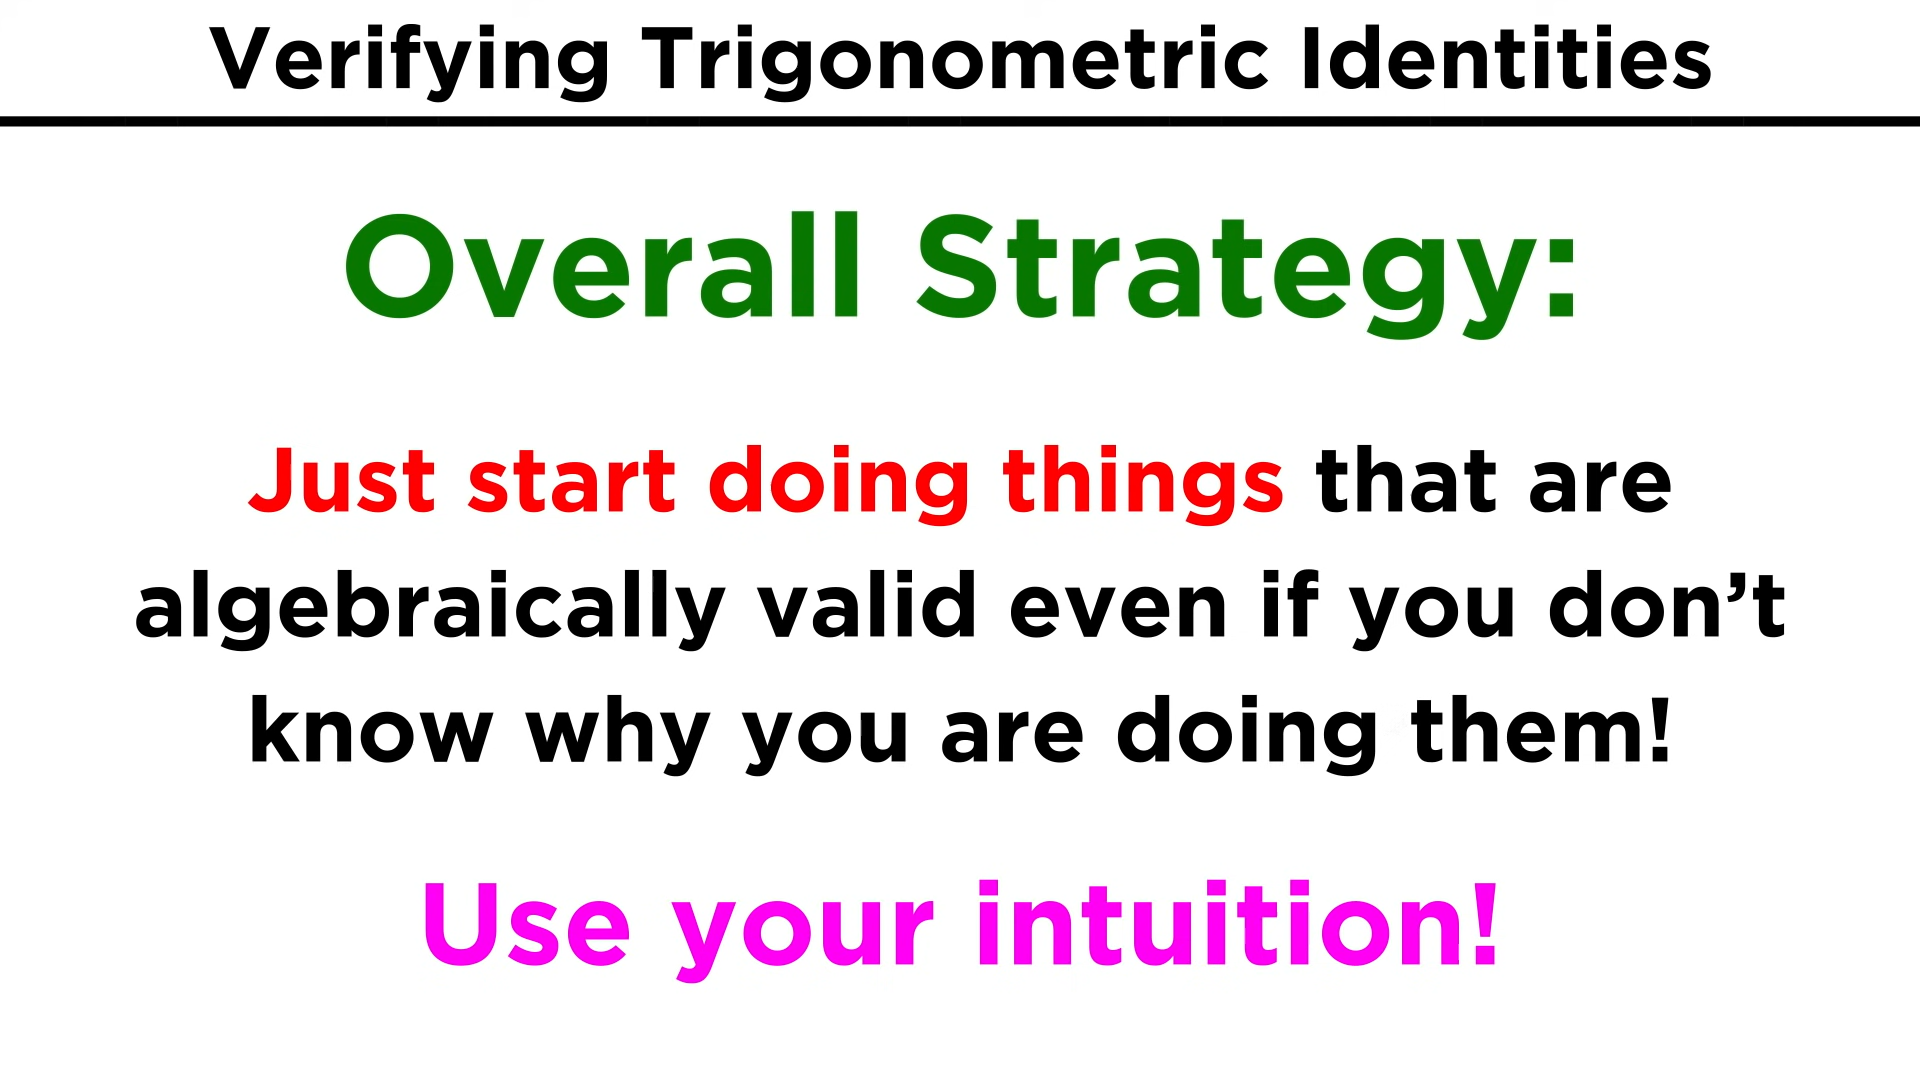 Verifying Trigonometric Identities
Overall Strategy:
Just start doing things that are
algebraically valid even if you don’t
know why you are doing them!
Use your intuition!